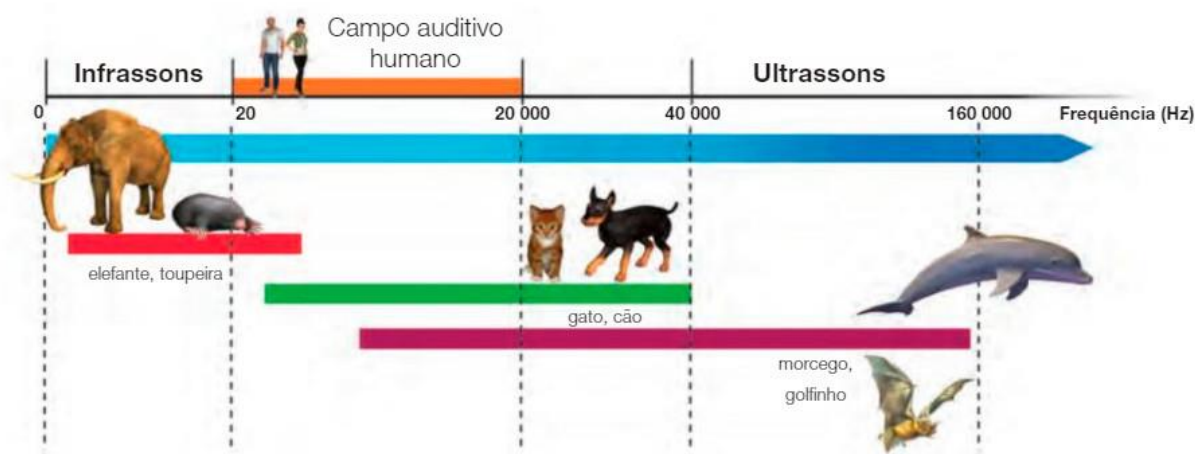 Campo auditivo
humano
Infrassons
Ultrassons
0
20
20 000
40 000
160 000
Frequência (Hz)
elefante, toupeira
gato, cão
morcego,
golfinho